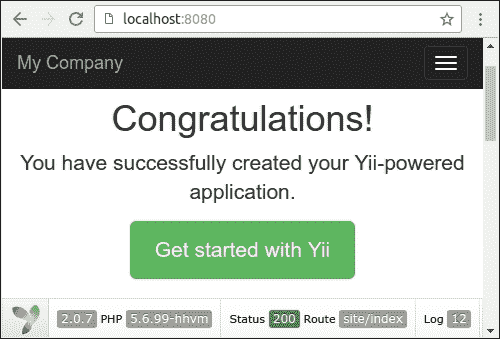 localhost:8080
My Company
Congratulations!
You have successfully created your Yii-powered
application.
Get started with Yii
2.0.7 PHP 5.6.99-hhvm Status 200 Route site/index Log 12